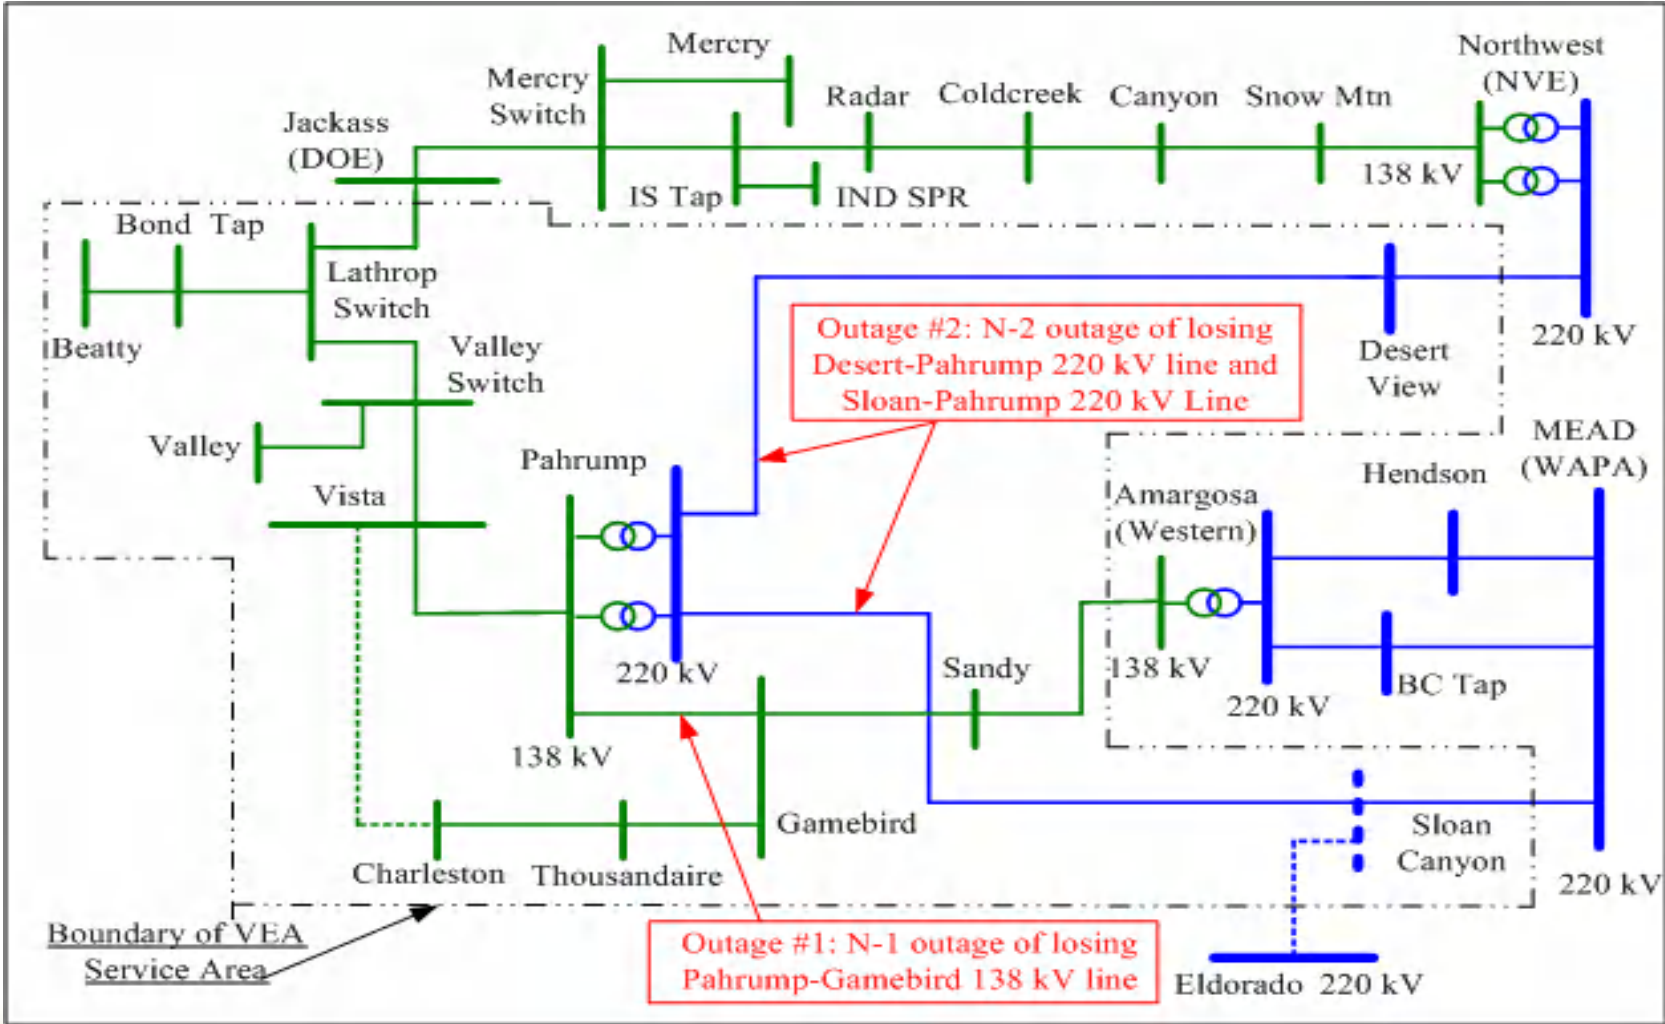 Mercry
Northwest
(NVE)
Mercry
Switch
Radar
Coldcreek
Canyon
Snow Mtn
Jackass
(DOE)
138 kV
IS Tap
IND SPR
Bond Tap
Lathrop
Switch
Beatty
Valley
Switch
220 kV
Outage #2: N-2 outage of losing
Desert-Pahrump 220 kV line and
Sloan-Pahrump 220 kV Line
Desert
View
Valley
Pahrump
MEAD
(WAPA)
Hendson
Vista
Amargosa
(Western)
220 kV
Sandy
138 kV
BC Tap
220 kV
138 kV
Gamebird
Sloan
Canyon
Charleston
Thousandaire
220 kV
Boundary of VEA
Service Area
Outage #1: N-1 outage of losing
Pahrump-Gamebird 138 kV line
Eldorado 220 kV